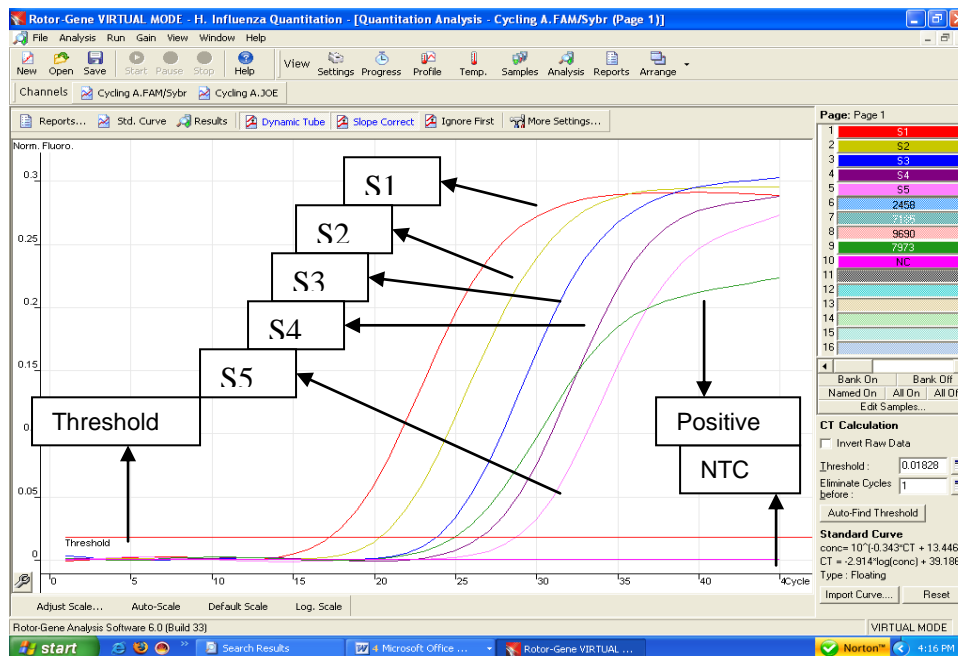 Rotor-Gene VIRTUAL MODE - H. Influenza Quantitation - [Quantitation Analysis - Cycling A.FAM/Sybr (Page 1)]
File Analysis Run Gain View Window Help
New Open Save Start Pause Stop Help View Settings Progress Profile Temp. Samples Analysis Reports Arrange
Channels Cycling A.FAM/Sybr Cycling A.JOE
Reports... Std. Curve Results Dynamic Tube Slope Correct Ignore First More Settings...
Norm. Fluoro.
0.3
0.25
0.2
0.15
0.05
0
S1
S2
S3
S4
S5
Threshold
Positive
NTC
Threshold
5 10 15 20 25 30 35 40 Cycle
Adjust Scale... Auto-Scale Default Scale Log. Scale
Page: Page 1
1 S1
2 S2
3 S3
4 S4
5 S5
6 2458
7
8 9690
9 7973
10 NC
11
12
13
14
15
16
Bank On Bank Off
Named On All On All Of
Edit Samples...
CT Calculation
Invert Raw Data
Threshold : 0.01828
Eliminate Cycles before : 1
Auto-Find Threshold
Standard Curve
conc= 10^(-0.343*CT + 13.446
CT = -2.914*log(conc) + 39.186
Type : Floating
Import Curve.... Reset
Rotor-Gene Analysis Software 6.0 (Build 33) VIRTUAL MODE
start Search Results 4 Microsoft Office ... Rotor-Gene VIRTUAL ... Norton™ 4:16 PM